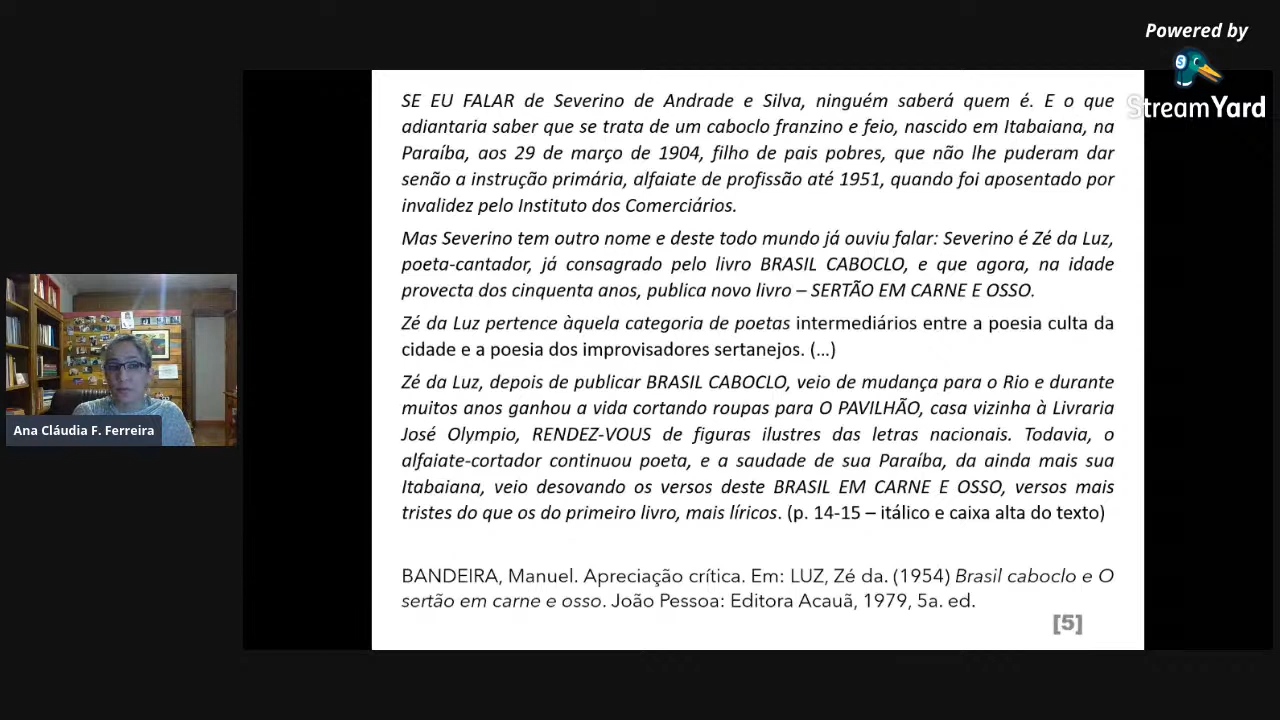 Powered by
StreamYard
SE EU FALAR de Severino de Andrade e Silva, ninguém saberá quem é. E o que
adiantaria saber que se trata de um caboclo franzino e feio, nascido em Itabaiana, na
Paraíba, aos 29 de março de 1904, filho de pais pobres, que não lhe puderam dar
senão a instrução primária, alfaiate de profissão até 1951, quando foi aposentado por
invalidez pelo Instituto dos Comerciários.
Mas Severino tem outro nome e deste todo mundo já ouviu falar: Severino é Zé da Luz,
poeta-cantador, já consagrado pelo livro BRASIL CABOCLO, e que agora, na idade
provecta dos cinquenta anos, publica novo livro – SERTÃO EM CARNE E OSSO.
Zé da Luz pertence àquela categoria de poetas intermediários entre a poesia culta da
cidade e a poesia dos improvisadores sertanejos. (...)
Zé da Luz, depois de publicar BRASIL CABOCLO, veio de mudança para o Rio e durante
muitos anos ganhou a vida cortando roupas para O PAVILHÃO, casa vizinha à Livraria
José Olympio, RENDEZ-VOUS de figuras ilustres das letras nacionais. Todavia, o
alfaiate-cortador continuou poeta, e a saudade de sua Paraíba, da ainda mais sua
Itabaiana, veio desovando os versos deste BRASIL EM CARNE E OSSO, versos mais
tristes do que os do primeiro livro, mais líricos. (p. 14-15 – itálico e caixa alta do texto)
BANDEIRA, Manuel. Apreciação crítica. Em: LUZ, Zé da. (1954) Brasil caboclo e O
sertão em carne e osso. João Pessoa: Editora Acauã, 1979, 5a. ed.
[5]
Ana Cláudia F. Ferreira